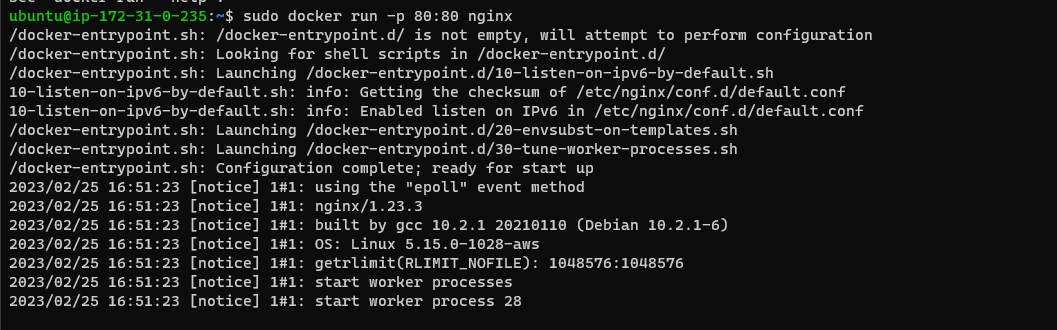 ubuntu@ip-172-31-0-235:~$ sudo docker run -p 80:80 nginx
/docker-entrypoint.sh: /docker-entrypoint.d/ is not empty, will attempt to perform configuration
/docker-entrypoint.sh: Looking for shell scripts in /docker-entrypoint.d/
/docker-entrypoint.sh: Launching /docker-entrypoint.d/10-listen-on-ipv6-by-default.sh
10-listen-on-ipv6-by-default.sh: info: Getting the checksum of /etc/nginx/conf.d/default.conf
10-listen-on-ipv6-by-default.sh: info: Enabled listen on IPv6 in /etc/nginx/conf.d/default.conf
/docker-entrypoint.sh: Launching /docker-entrypoint.d/20-envsubst-on-templates.sh
/docker-entrypoint.sh: Launching /docker-entrypoint.d/30-tune-worker-processes.sh
/docker-entrypoint.sh: Configuration complete; ready for start up
2023/02/25 16:51:23 [notice] 1#1: using the "epoll" event method
2023/02/25 16:51:23 [notice] 1#1: nginx/1.23.3
2023/02/25 16:51:23 [notice] 1#1: built by gcc 10.2.1 20210110 (Debian 10.2.1-6)
2023/02/25 16:51:23 [notice] 1#1: OS: Linux 5.15.0-1028-aws
2023/02/25 16:51:23 [notice] 1#1: getrlimit(RLIMIT_NOFILE): 1048576:1048576
2023/02/25 16:51:23 [notice] 1#1: start worker processes
2023/02/25 16:51:23 [notice] 1#1: start worker process 28